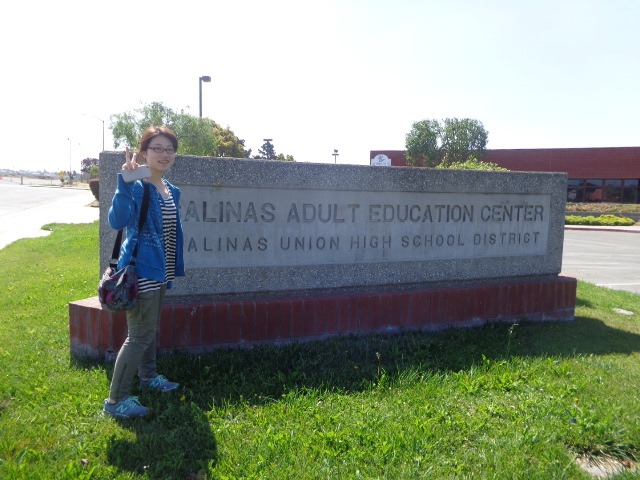 ALINAS ADULT EDUCATION CENTER
ALINAS UNION HIGH SCHOOL DISTRICT